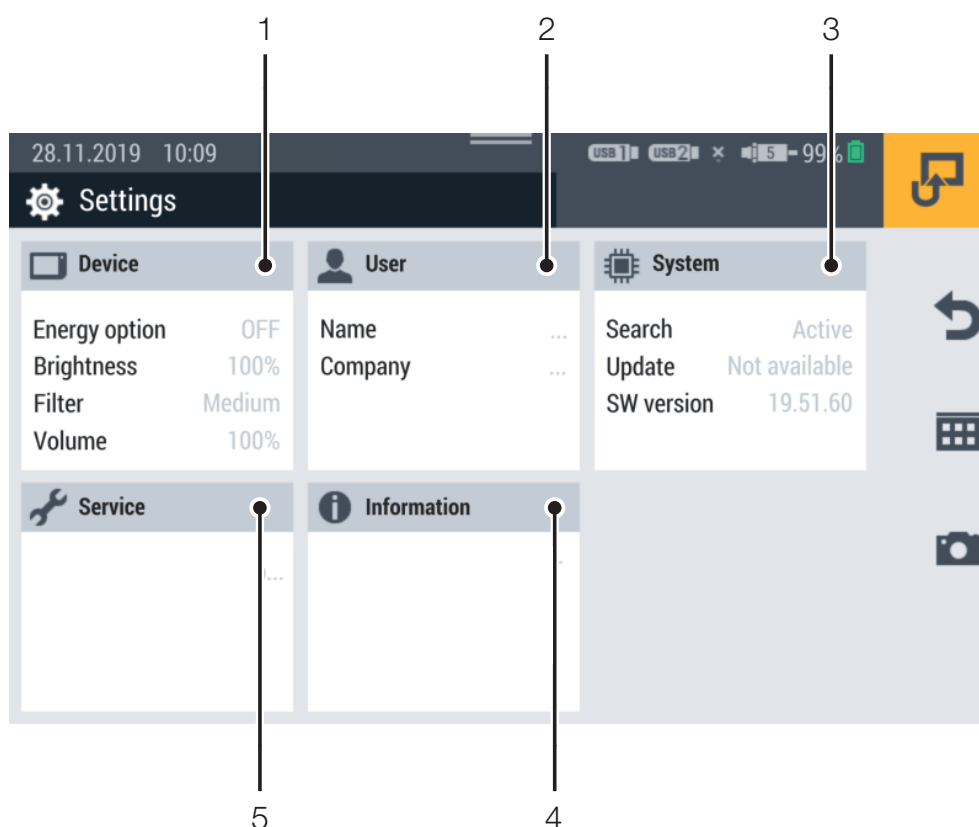 1 2 3
28.11.2019 10:09 USB 1 USB 2 5 99%
Settings
Device User System
Energy option OFF Name ... Search Active
Brightness 100% Company ... Update Not available
Filter Medium SW version 19.51.60
Volume 100%
Service Information
...
5 4